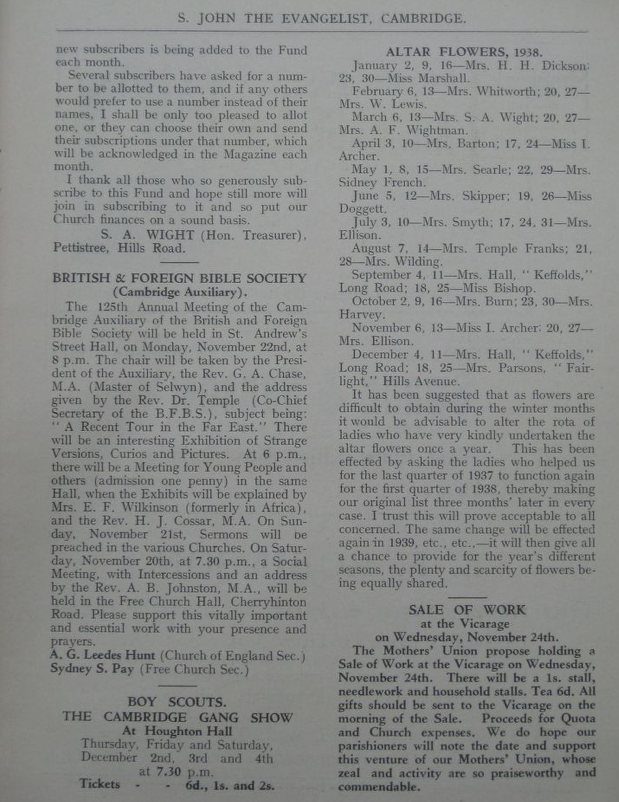 S. JOHN THE EVANGELIST, CAMBRIDGE.
new subscribers is being added to the Fund
each month.
Several subscribers have asked for a num-
ber to be allotted to them, and if any others
would prefer to use a number instead of their
names, I shall be only too pleased to allot
one, or they can choose their own and send
their subscriptions under that number, which
will be acknowledged in the Magazine each
month.
I thank all those who so generously sub-
scribe to this Fund and hope still more will
join in subscribing to it and so put our
Church finances on a sound basis.
S. A. WIGHT (Hon. Treasurer),
Pettistree, Hills Road.
BRITISH & FOREIGN BIBLE SOCIETY
(Cambridge Auxiliary).
The 125th Annual Meeting of the Cam-
bridge Auxiliary of the British and Foreign
Bible Society will be held in St. Andrew's
Street Hall, on Monday, November 22nd, at
8 p.m. The chair will be taken by the Presi-
dent of the Auxiliary, the Rev. G. A. Chase,
M.A. (Master of Selwyn), and the address
given by the Rev. Dr. Temple (Co-Chief
Secretary of the B.F.B.S.), subject being:
"A Recent Tour in the Far East." There
will be an interesting Exhibition of Strange
Versions, Curios and Pictures. At 6 p.m.,
there will be a Meeting for Young People and
others (admission one penny) in the same
Hall, when the Exhibits will be explained by
Mrs. E. F. Wilkinson (formerly in Africa),
and the Rev. H. J. Cossar, M.A. On Sun-
day, November 21st, Sermons will be
preached in the various Churches. On Satur-
day, November 20th, at 7.30 p.m., a Social
Meeting, with Intercessions and an address
by the Rev. A. B. Johnston, M.A., will be
held in the Free Church Hall, Cherryhinton
Road. Please support this vitally important
and essential work with your presence and
prayers.
A. G. Leedes Hunt (Church of England Sec.)
Sydney S. Pay (Free Church Sec.)
BOY SCOUTS.
THE CAMBRIDGE GANG SHOW
At Houghton Hall
Thursday, Friday and Saturday,
December 2nd, 3rd and 4th
at 7.30 p.m.
Tickets - - 6d., 1s. and 2s.
ALTAR FLOWERS, 1938.
January 2, 9, 16—Mrs. H. H. Dickson;
23, 30—Miss Marshall.
February 6, 13—Mrs. Whitworth; 20, 27—
Mrs. W. Lewis.
March 6, 13—Mrs. S. A. Wight; 20, 27—
Mrs. A. F. Wightman.
April 3, 10—Mrs. Barton; 17, 24—Miss I.
Archer.
May 1, 8, 15—Mrs. Searle; 22, 29—Mrs.
Sidney French.
June 5, 12—Mrs. Skipper; 19, 26—Miss
Doggett.
July 3, 10—Mrs. Smyth; 17, 24, 31—Mrs.
Ellison.
August 7, 14—Mrs. Temple Franks; 21,
28—Mrs. Wilding.
September 4, 11—Mrs. Hall, "Keffolds,"
Long Road; 18, 25—Miss Bishop.
October 2, 9, 16—Mrs. Burn; 23, 30—Mrs.
Harvey.
November 6, 13—Miss I. Archer; 20, 27—
Mrs. Ellison.
December 4, 11—Mrs. Hall, "Keffolds,"
Long Road; 18, 25—Mrs. Parsons, "Fair-
light," Hills Avenue.
It has been suggested that as flowers are
difficult to obtain during the winter months
it would be advisable to alter the rota of
ladies who have very kindly undertaken the
altar flowers once a year. This has been
effected by asking the ladies who helped us
for the last quarter of 1937 to function again
for the first quarter of 1938, thereby making
our original list three months' later in every
case. I trust this will prove acceptable to all
concerned. The same change will be effected
again in 1939, etc., etc.,—it will then give all
a chance to provide for the year's different
seasons, the plenty and scarcity of flowers be-
ing equally shared.
SALE OF WORK
at the Vicarage
on Wednesday, November 24th.
The Mothers' Union propose holding a
Sale of Work at the Vicarage on Wednesday,
November 24th. There will be a 1s. stall,
needlework and household stalls. Tea 6d. All
gifts should be sent to the Vicarage on the
morning of the Sale. Proceeds for Quota
and Church expenses. We do hope our
parishioners will note the date and support
this venture of our Mothers' Union, whose
zeal and activity are so praiseworthy and
commendable.